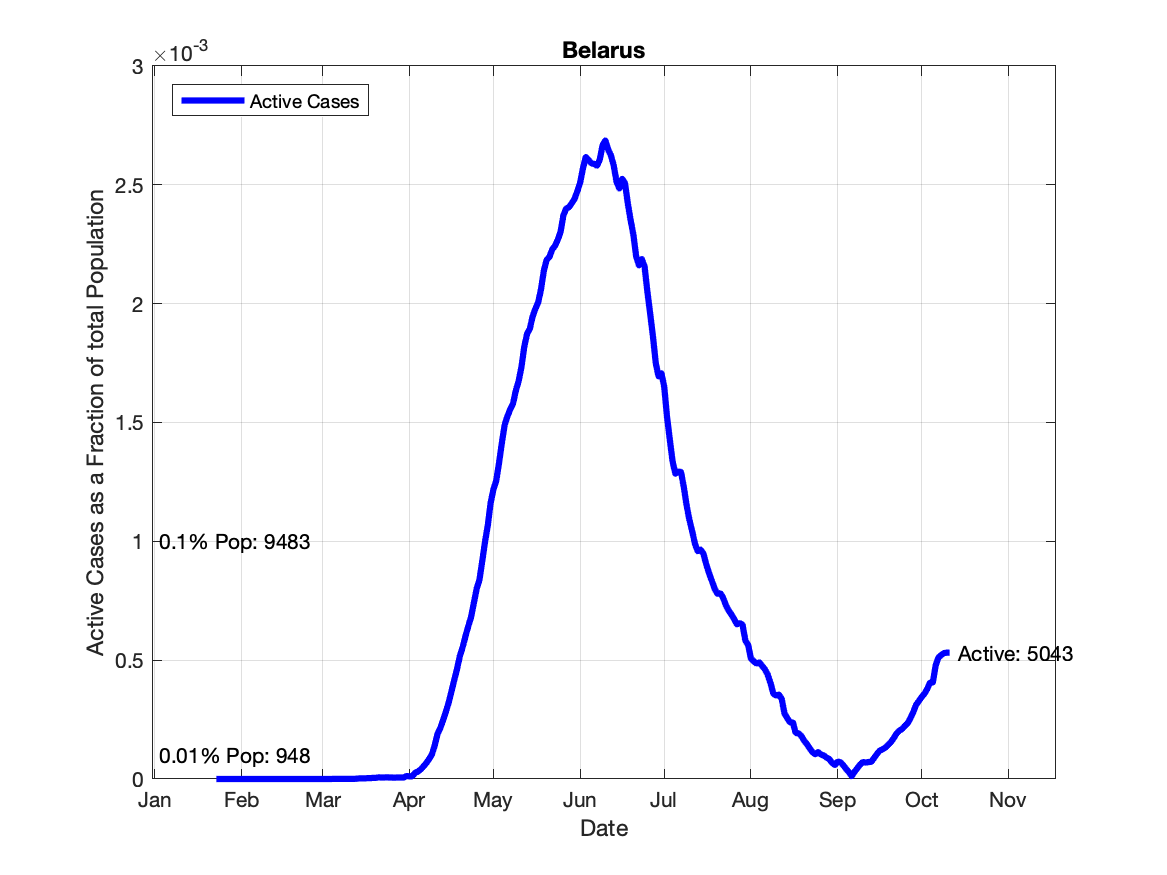 Belarus
×10-3
3
Active Cases
2.5
2
1.5
1
0.5
0
0.1% Pop: 9483
0.01% Pop: 948
Active: 5043
Active Cases as a Fraction of total Population
Jan Feb Mar Apr May Jun Jul Aug Sep Oct Nov
Date